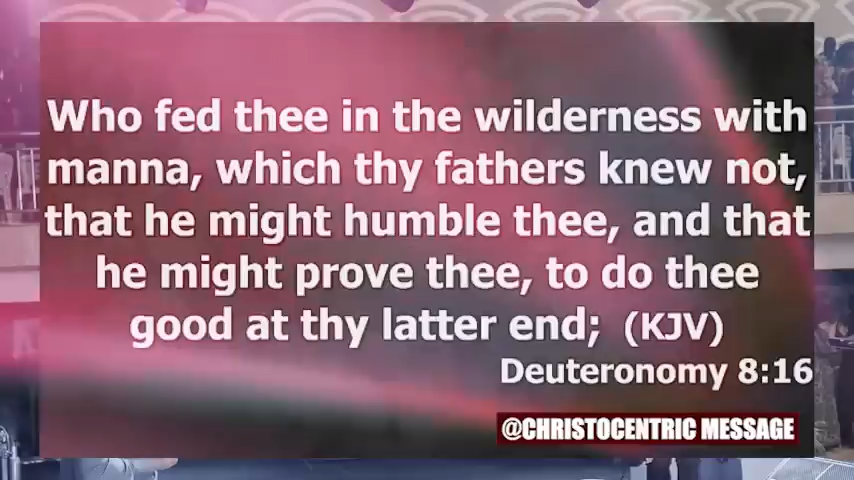 Who fed thee in the wilderness with
manna, which thy fathers knew not,
that he might humble thee, and that
he might prove thee, to do thee
good at thy latter end; (KJV)
Deuteronomy 8:16
@CHRISTOCENTRIC MESSAGE